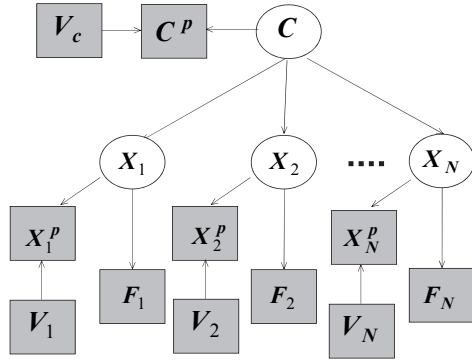 V_c C^p C
X_1 X_2 .... X_N
X_1^p X_2^p X_N^p
F_1 F_2 F_N
V_1 V_2 V_N